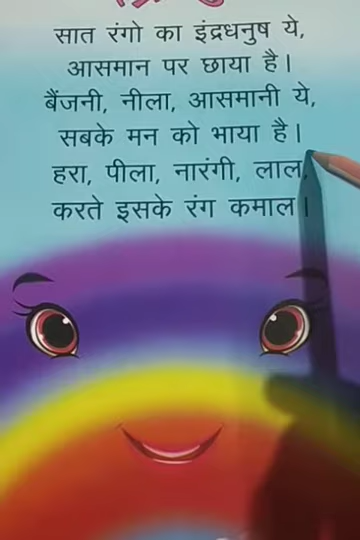 सात रंगो का इंद्रधनुष ये,
आसमान पर छाया है।
बैंजनी, नीला, आसमानी ये,
सबके मन को भाया है।
हरा, पीला, नारंगी, लाल,
करते इसके रंग कमाल।